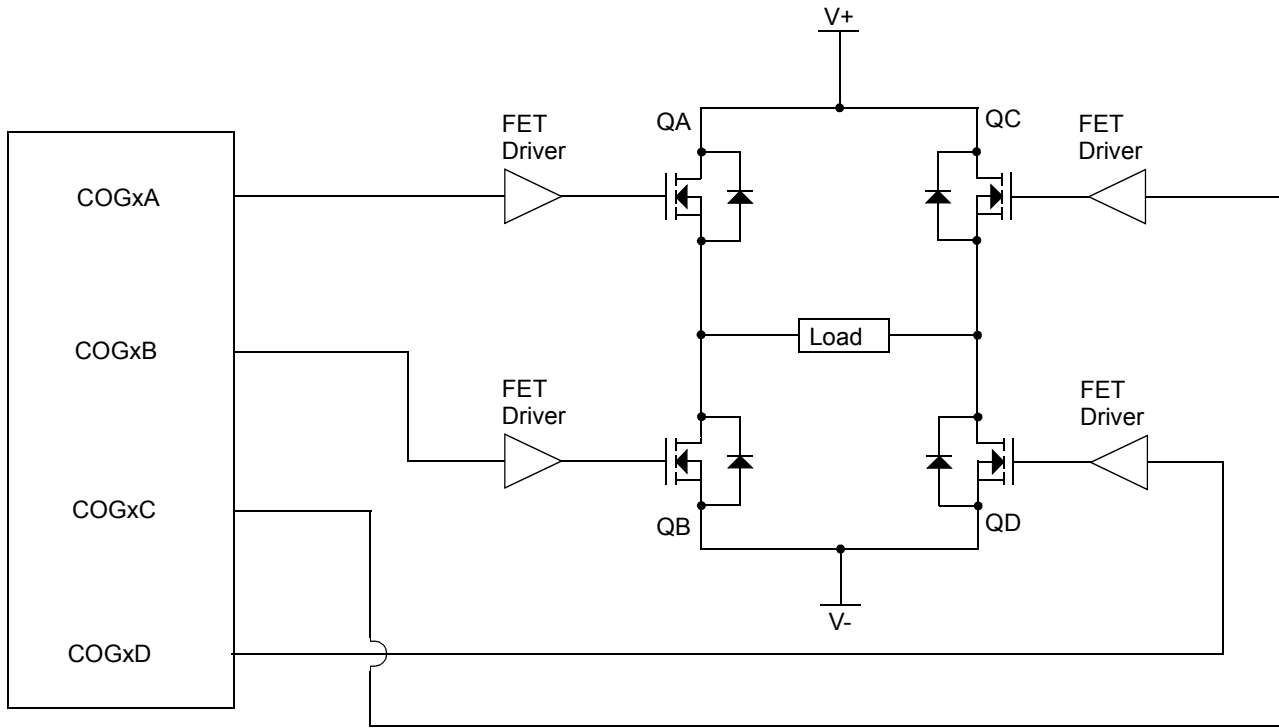 V+
QA
QC
FET
Driver
FET
Driver
COGxA
COGxB
Load
FET
Driver
FET
Driver
COGxC
QB
QD
V-
COGxD